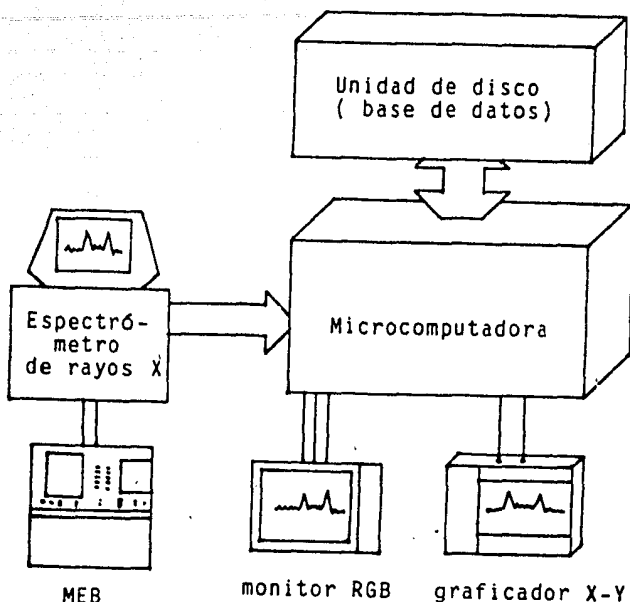 Unidad de disco
( base de datos)
Espectró-
metro
de rayos X
Microcomputadora
MEB
monitor RGB
graficador X-Y